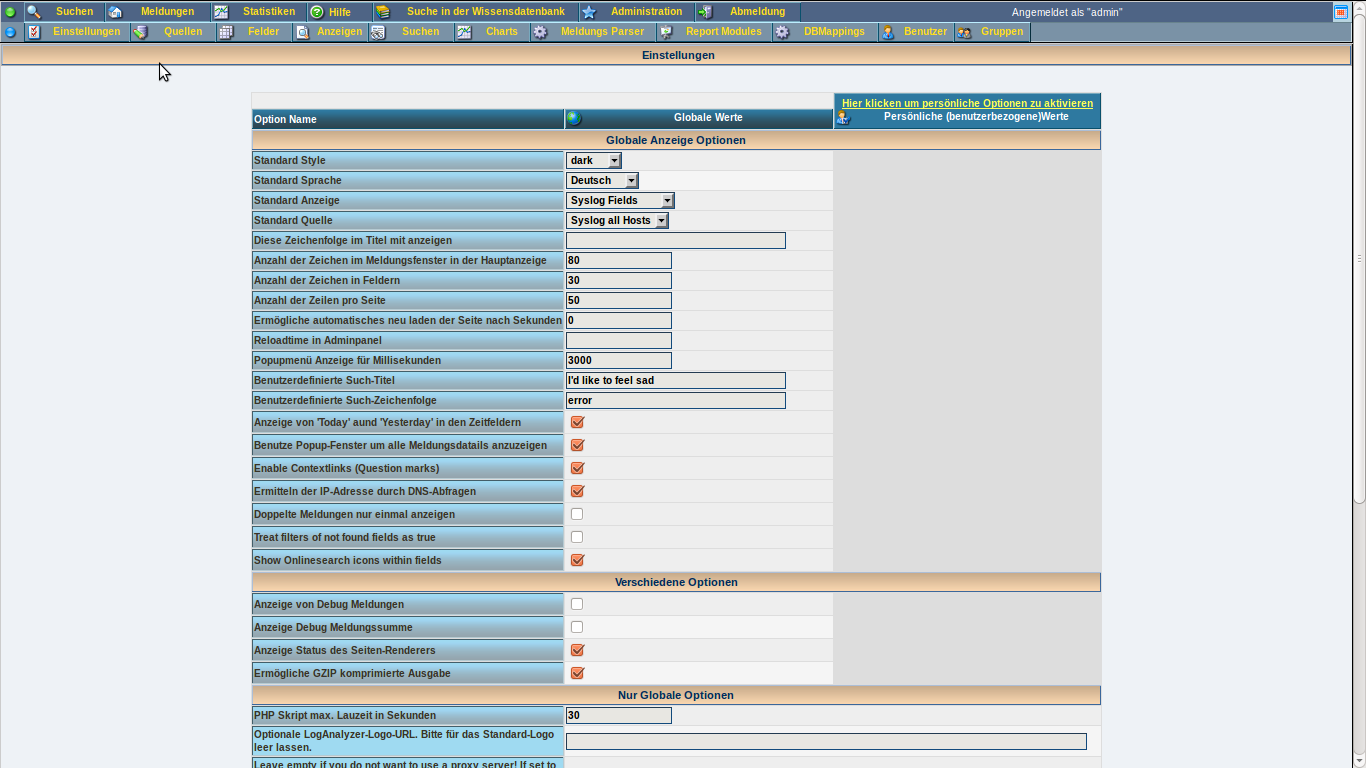 Suchen Meldungen Statistiken Hilfe Suche in der Wissensdatenbank Administration Abmeldung Angemeldet als "admin"
Einstellungen Quellen Felder Anzeigen Suchen Charts Meldungs Parser Report Modules DBMappings Benutzer Gruppen
Einstellungen
Hier klicken um persönliche Optionen zu aktivieren
Option Name Globale Werte Persönliche (benutzerbezogene)Werte
Globale Anzeige Optionen
Standard Style dark
Standard Sprache Deutsch
Standard Anzeige Syslog Fields
Standard Quelle Syslog all Hosts
Diese Zeichenfolge im Titel mit anzeigen
Anzahl der Zeichen im Meldungsfenster in der Hauptanzeige 80
Anzahl der Zeichen in Feldern 30
Anzahl der Zeilen pro Seite 50
Ermögliche automatisches neu laden der Seite nach Sekunden 0
Reloadtime in Adminpanel
Popupmenü Anzeige für Millisekunden 3000
Benutzerdefinierte Such-Titel I'd like to feel sad
Benutzerdefinierte Such-Zeichenfolge error
Anzeige von 'Today' aund 'Yesterday' in den Zeitfeldern
Benutze Popup-Fenster um alle Meldungsdatails anzuzeigen
Enable Contextlinks (Question marks)
Ermitteln der IP-Adresse durch DNS-Abfragen
Doppelte Meldungen nur einmal anzeigen
Treat filters of not found fields as true
Show Onlinesearch icons within fields
Verschiedene Optionen
Anzeige von Debug Meldungen
Anzeige Debug Meldungssumme
Anzeige Status des Seiten-Renderers
Ermögliche GZIP komprimierte Ausgabe
Nur Globale Optionen
PHP Skript max. Lauzeit in Sekunden 30
Optionale LogAnalyzer-Logo-URL. Bitte für das Standard-Logo
leer lassen.
Leave empty if you do not want to use a proxy server! If set to